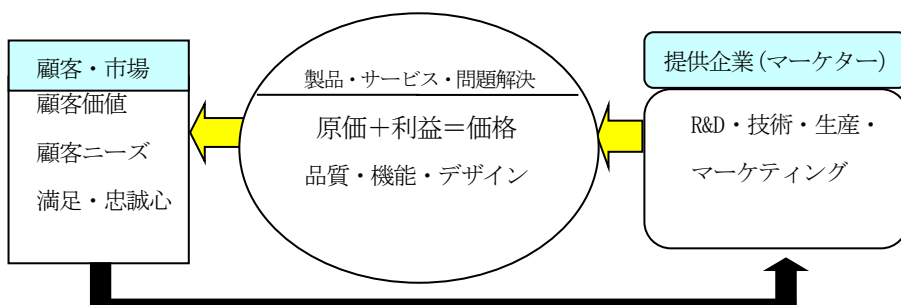 顧客・市場
顧客価値
顧客ニーズ
満足・忠誠心
製品・サービス・問題解決
原価＋利益＝価格
品質・機能・デザイン
提供企業(マーケター)
R&D・技術・生産・
マーケティング